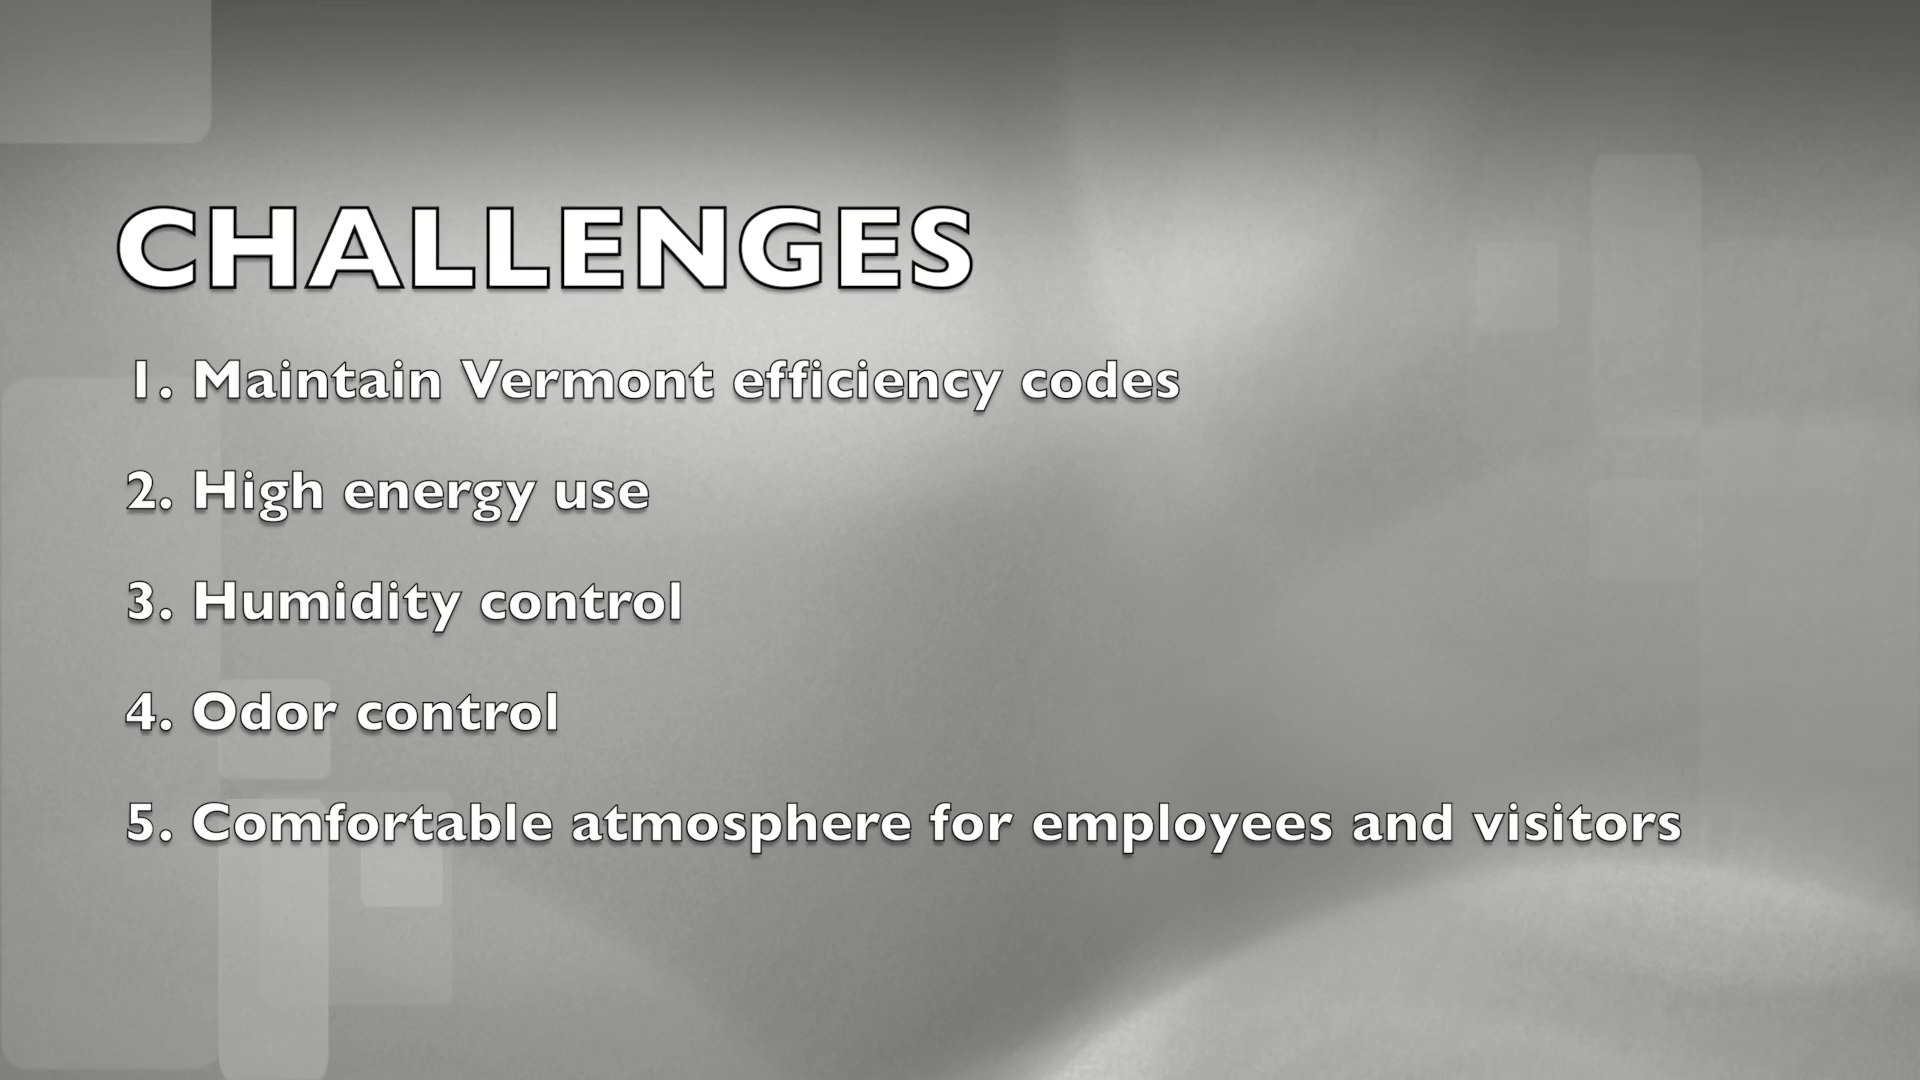 CHALLENGES
1. Maintain Vermont efficiency codes
2. High energy use
3. Humidity control
4. Odor control
5. Comfortable atmosphere for employees and visitors